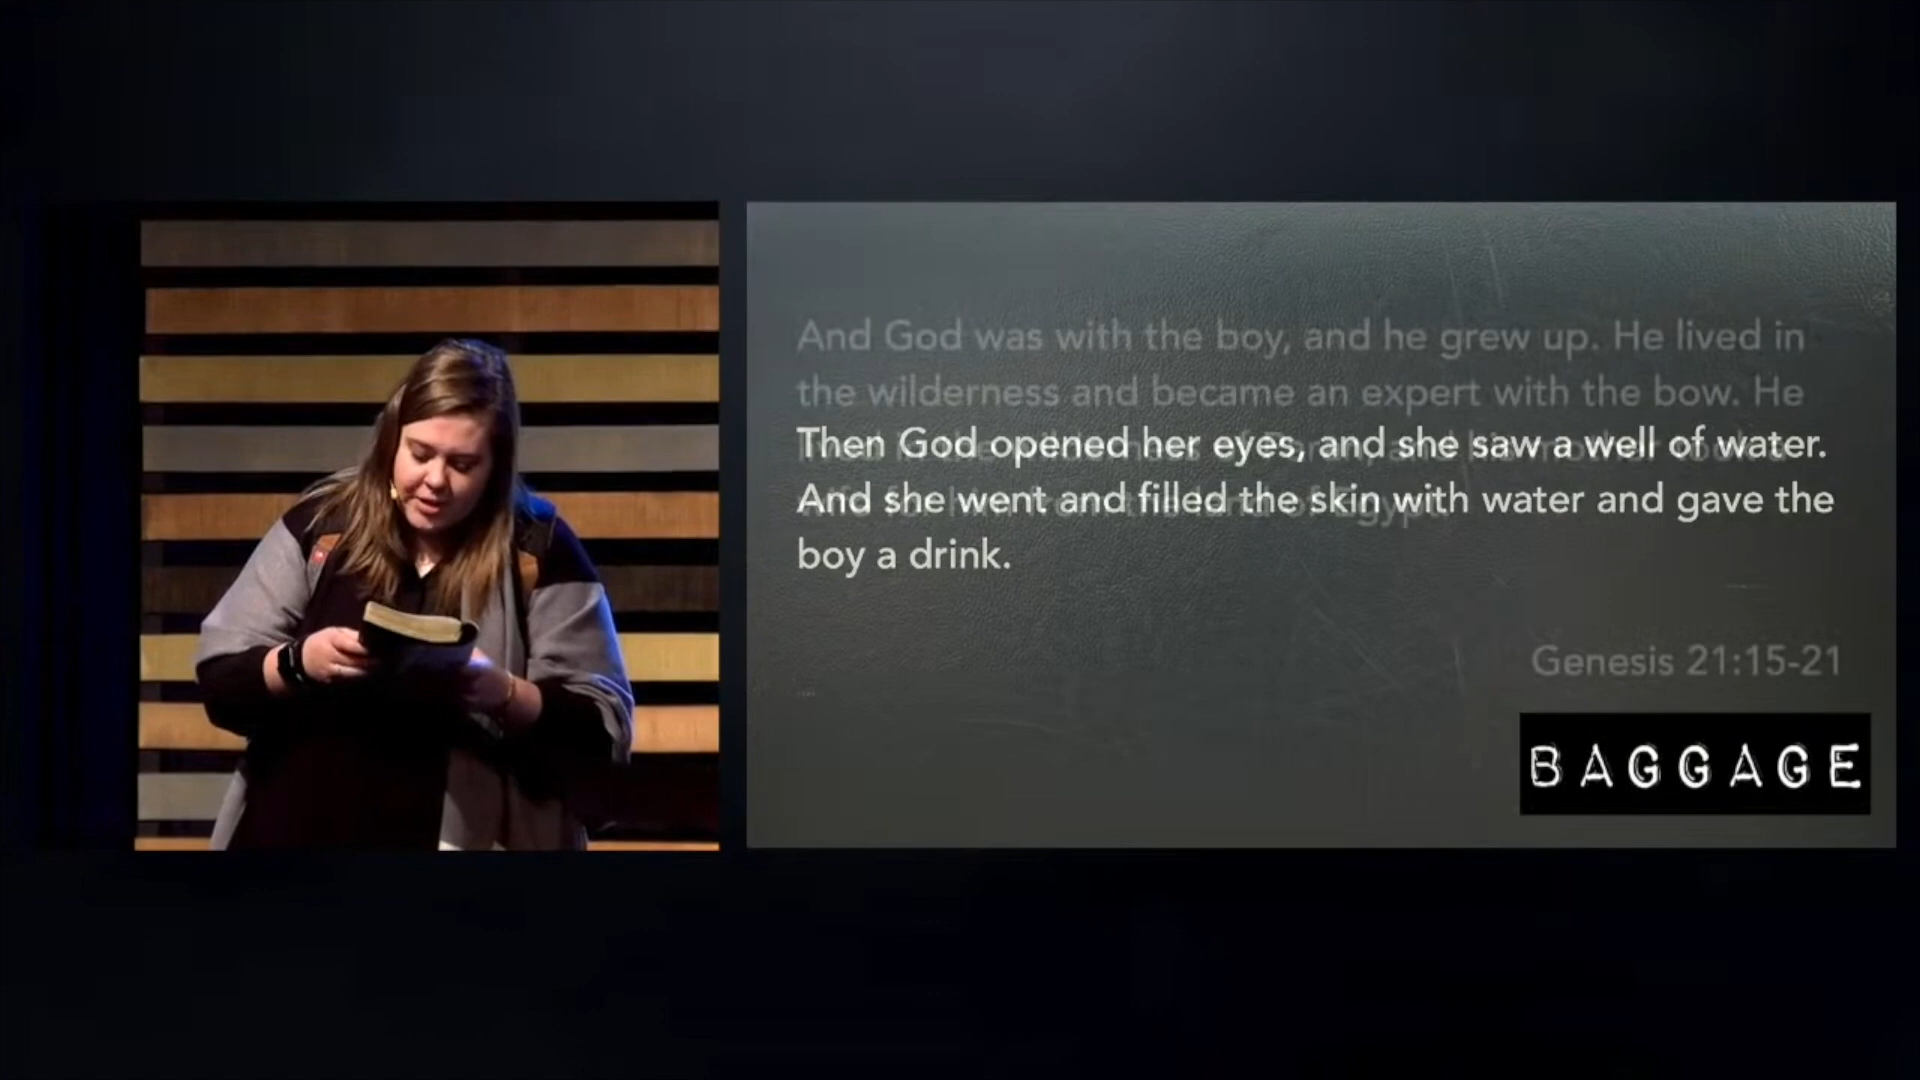 And God was with the boy, and he grew up. He lived in
the wilderness and became an expert with the bow. He
Then God opened her eyes, and she saw a well of water.
And she went and filled the skin with water and gave the
boy a drink.
Genesis 21:15-21
BAGGAGE